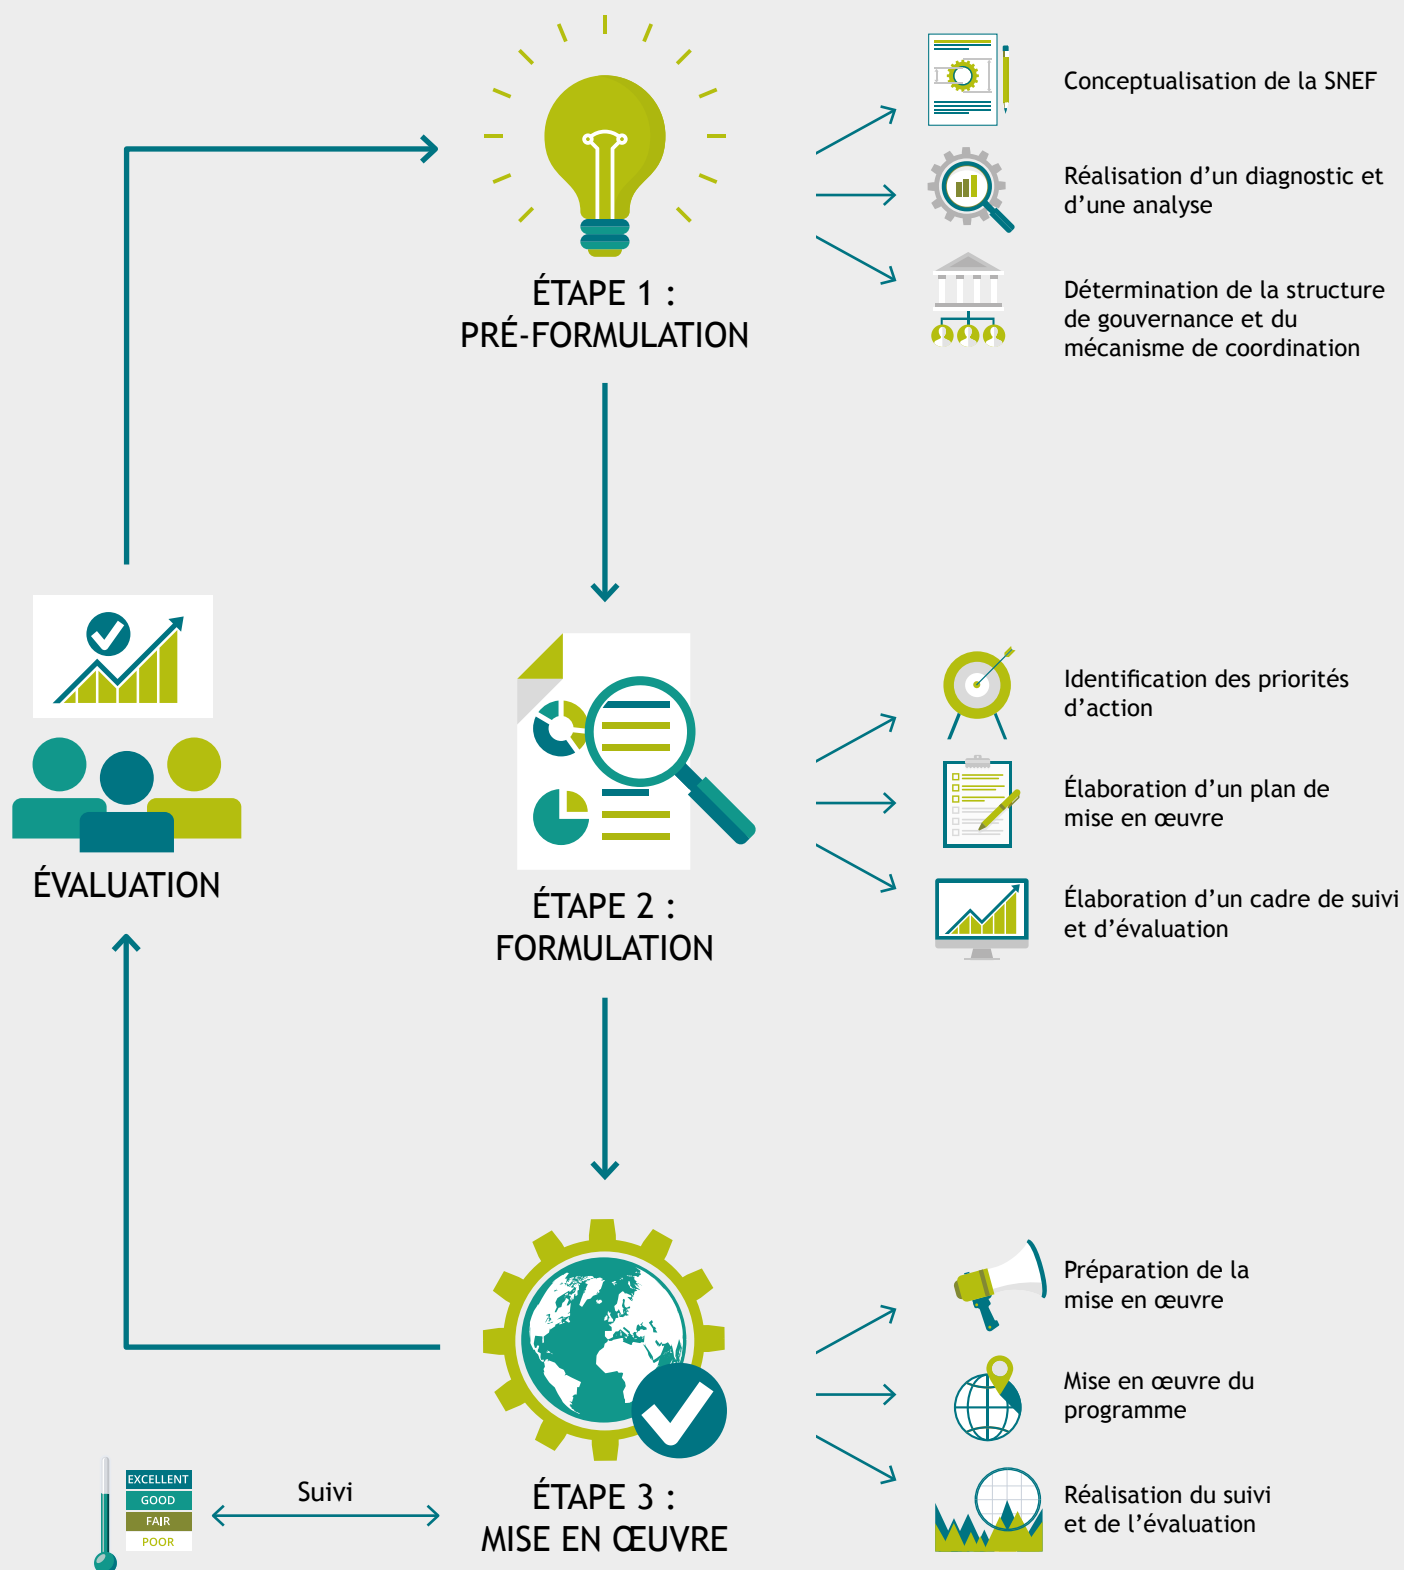 Conceptualisation de la SNEF
Réalisation d’un diagnostic et
d’une analyse
ÉTAPE 1 :
PRÉ-FORMULATION
Détermination de la structure
de gouvernance et du
mécanisme de coordination
ÉVALUATION
ÉTAPE 2 :
FORMULATION
Identification des priorités
d’action
Élaboration d’un plan de
mise en œuvre
Élaboration d’un cadre de suivi
et d’évaluation
Préparation de la
mise en œuvre
Mise en œuvre du
programme
Réalisation du suivi
et de l’évaluation
ÉTAPE 3 :
MISE EN ŒUVRE
Suivi
EXCELLENT
GOOD
FAIR
POOR